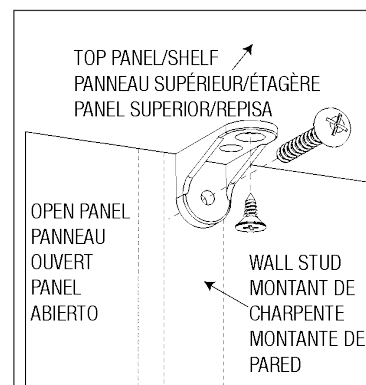 TOP PANEL/SHELF
PANNEAU SUPÉRIEUR/ÉTAGÈRE
PANEL SUPERIOR/REPISA
OPEN PANEL
PANNEAU
OUVERT
PANEL
ABIERTO
WALL STUD
MONTANT DE
CHARPENTE
MONTANTE DE
PARED